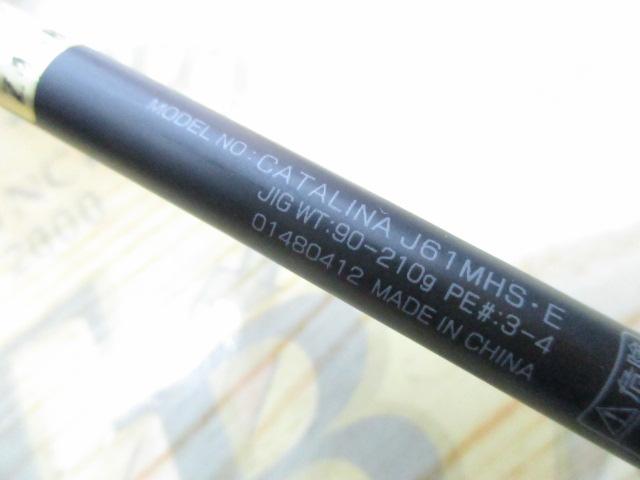 MODEL NO: CATALINA J61MHS・E
JIG WT:90-210g PE#:3-4
01480412 MADE IN CHINA